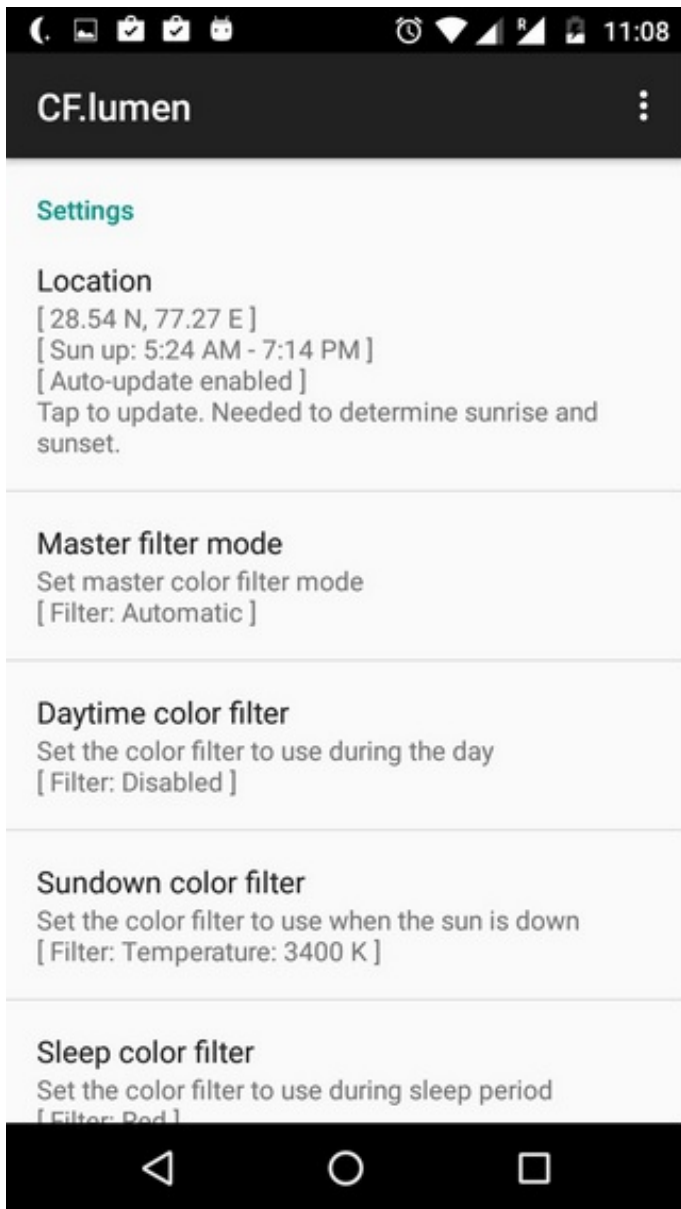 R
11:08
CF.lumen
Settings
Location
[ 28.54 N, 77.27 E ]
[ Sun up: 5:24 AM - 7:14 PM ]
[ Auto-update enabled ]
Tap to update. Needed to determine sunrise and
sunset.
Master filter mode
Set master color filter mode
[ Filter: Automatic ]
Daytime color filter
Set the color filter to use during the day
[ Filter: Disabled ]
Sundown color filter
Set the color filter to use when the sun is down
[ Filter: Temperature: 3400 K ]
Sleep color filter
Set the color filter to use during sleep period
[ Filter: Red ]